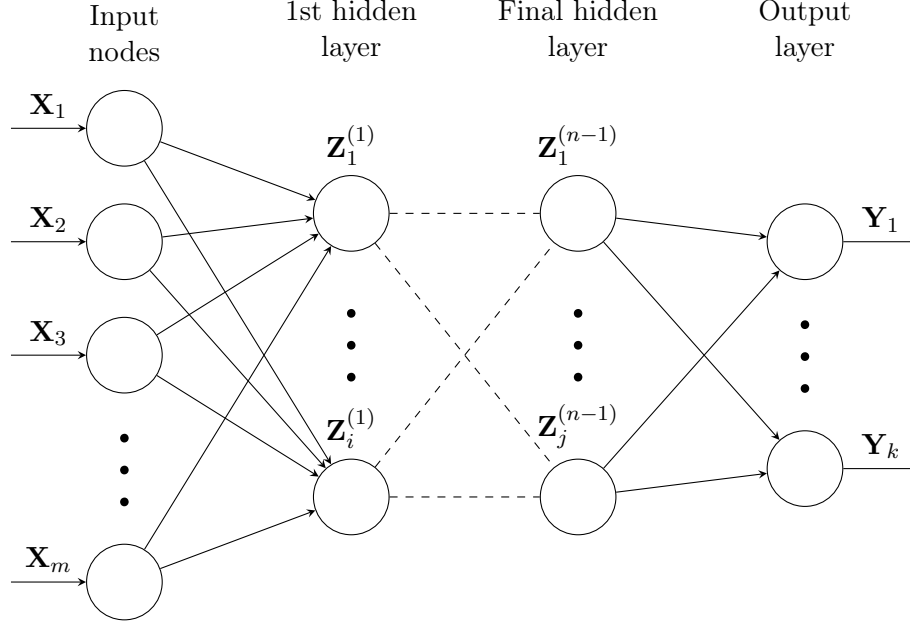 Input
nodes
1st hidden
layer
Final hidden
layer
Output
layer
X₁
X₂
X₃
Xₘ
Z₁⁽¹⁾
Zᵢ⁽¹⁾
Z₁⁽ⁿ⁻¹⁾
Zⱼ⁽ⁿ⁻¹⁾
Y₁
Yₖ